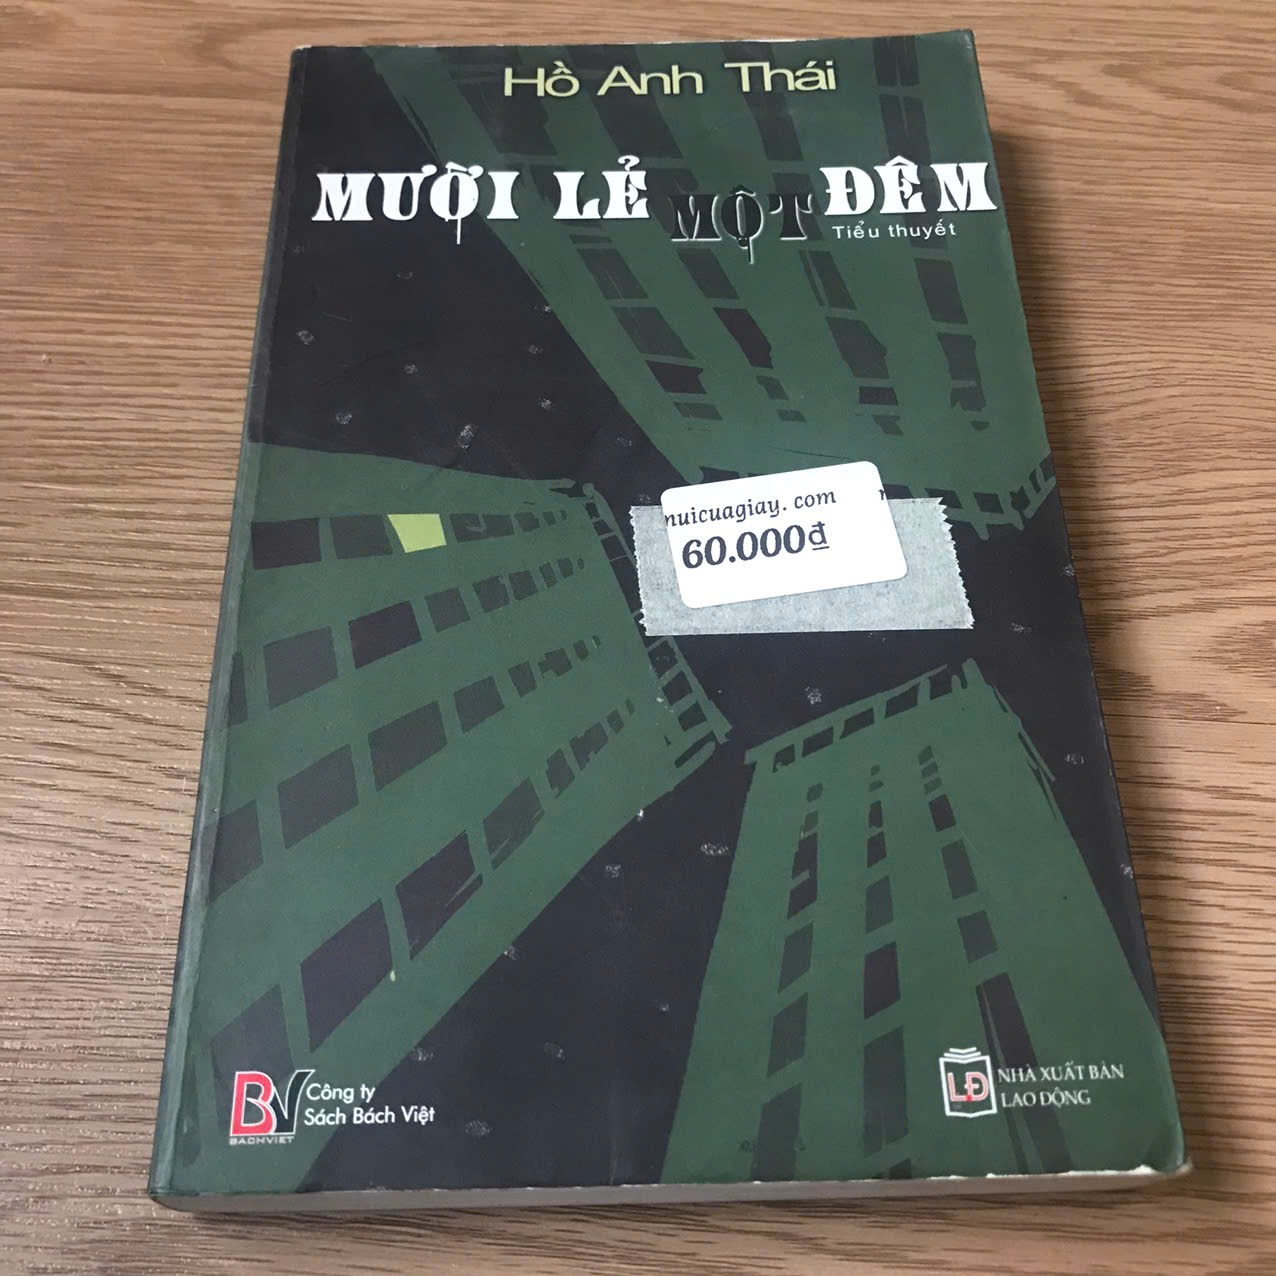 Hồ Anh Thái
MƯỜI LẺ MỘT ĐÊM
Tiểu thuyết
nuicuagiay.com
60.000đ
BV
BACHVIET
Công ty
Sách Bách Việt
LĐ
NHÀ XUẤT BẢN
LAO ĐỘNG